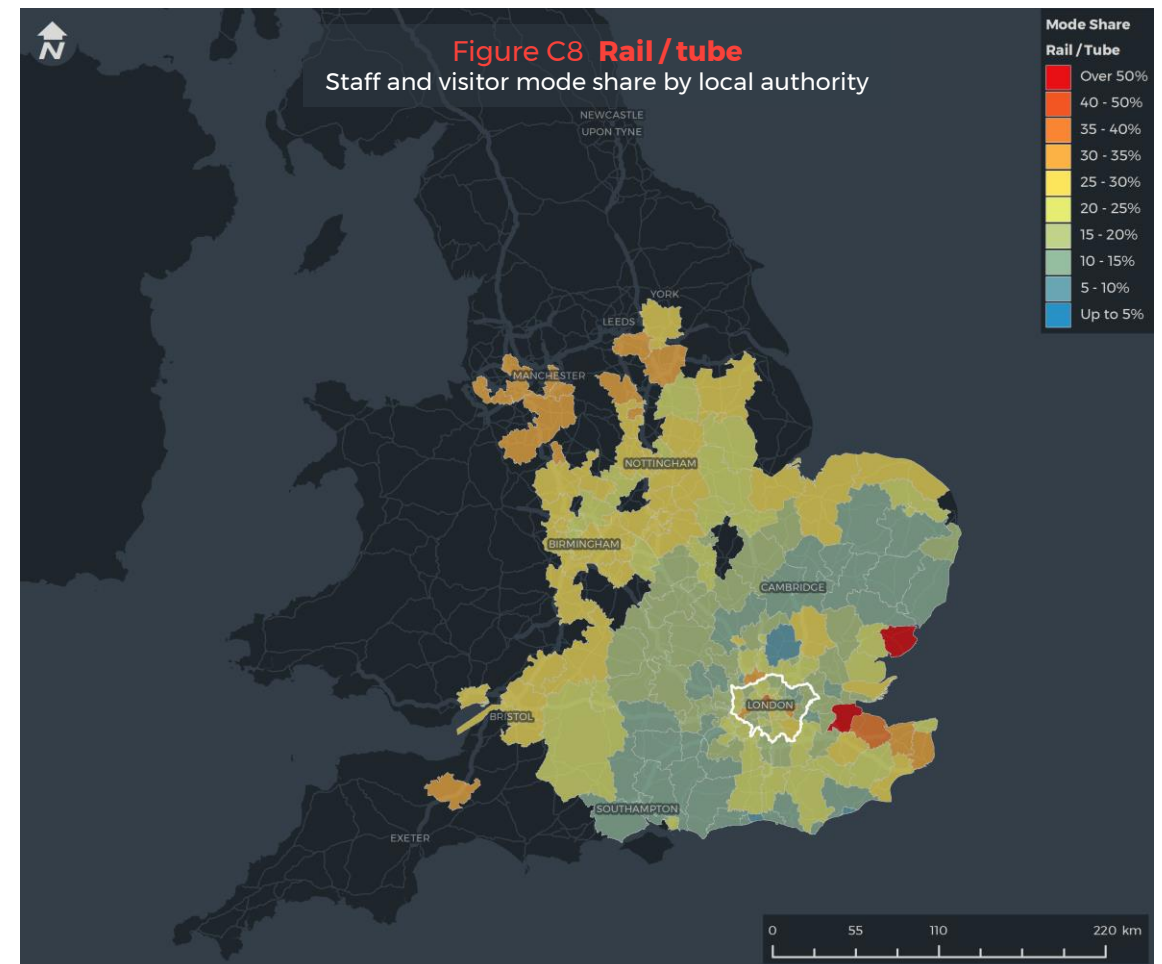 N
Figure C8 Rail / tube
Staff and visitor mode share by local authority
Mode Share
Rail / Tube
Over 50%
40 - 50%
35 - 40%
30 - 35%
25 - 30%
20 - 25%
15 - 20%
10 - 15%
5 - 10%
Up to 5%
NEWCASTLE
UPON TYNE
YORK
LEEDS
MANCHESTER
NOTTINGHAM
BIRMINGHAM
CAMBRIDGE
LONDON
BRISTOL
SOUTHAMPTON
EXETER
0 55 110 220 km